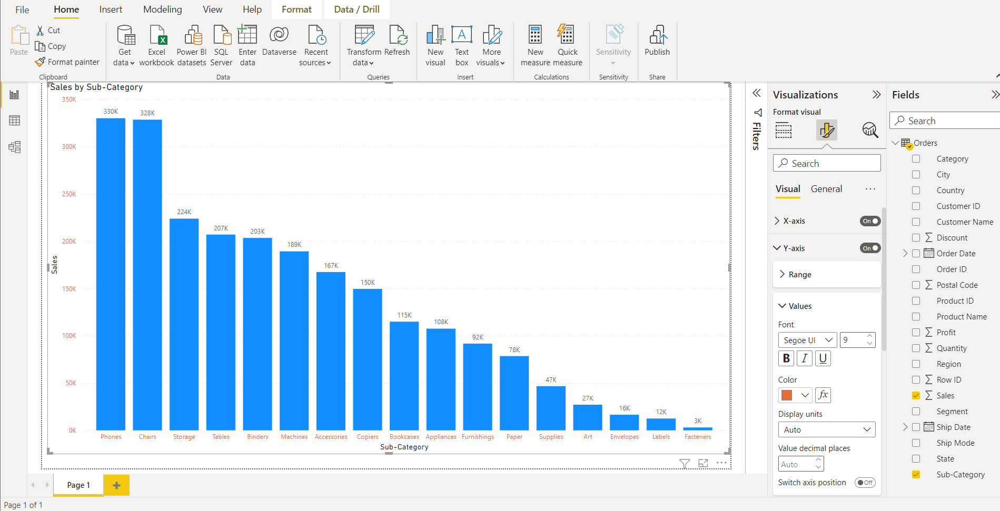 File Home Insert Modeling View Help Format Data / Drill
Paste
Cut
Copy
Format painter
Clipboard
Get data
Excel workbook
Power BI datasets
SQL Server
Enter data
Dataverse
Recent sources
Data
Transform data
Refresh
Queries
New visual
Text box
More visuals
Insert
New measure
Quick measure
Calculations
Sensitivity
Sensitivity
Publish
Share
Sales by Sub-Category
350K
300K
250K
200K
150K
100K
50K
0K
Sales
330K
328K
224K
207K
203K
189K
167K
150K
115K
108K
92K
78K
47K
27K
16K
12K
3K
Phones Chairs Storage Tables Binders Machines Accessories Copiers Bookcases Appliances Furnishings Paper Supplies Art Envelopes Labels Fasteners
Sub-Category
Page 1
Page 1 of 1
Filters
Visualizations
Format visual
Search
Visual General
X-axis On
Y-axis On
Range
Values
Font
Segoe UI 9
B I U
Color
fx
Display units
Auto
Value decimal places
Auto
Switch axis position Off
Fields
Search
Orders
Category
City
Country
Customer ID
Customer Name
Discount
Order Date
Order ID
Postal Code
Product ID
Product Name
Profit
Quantity
Region
Row ID
Sales
Segment
Ship Date
Ship Mode
State
Sub-Category